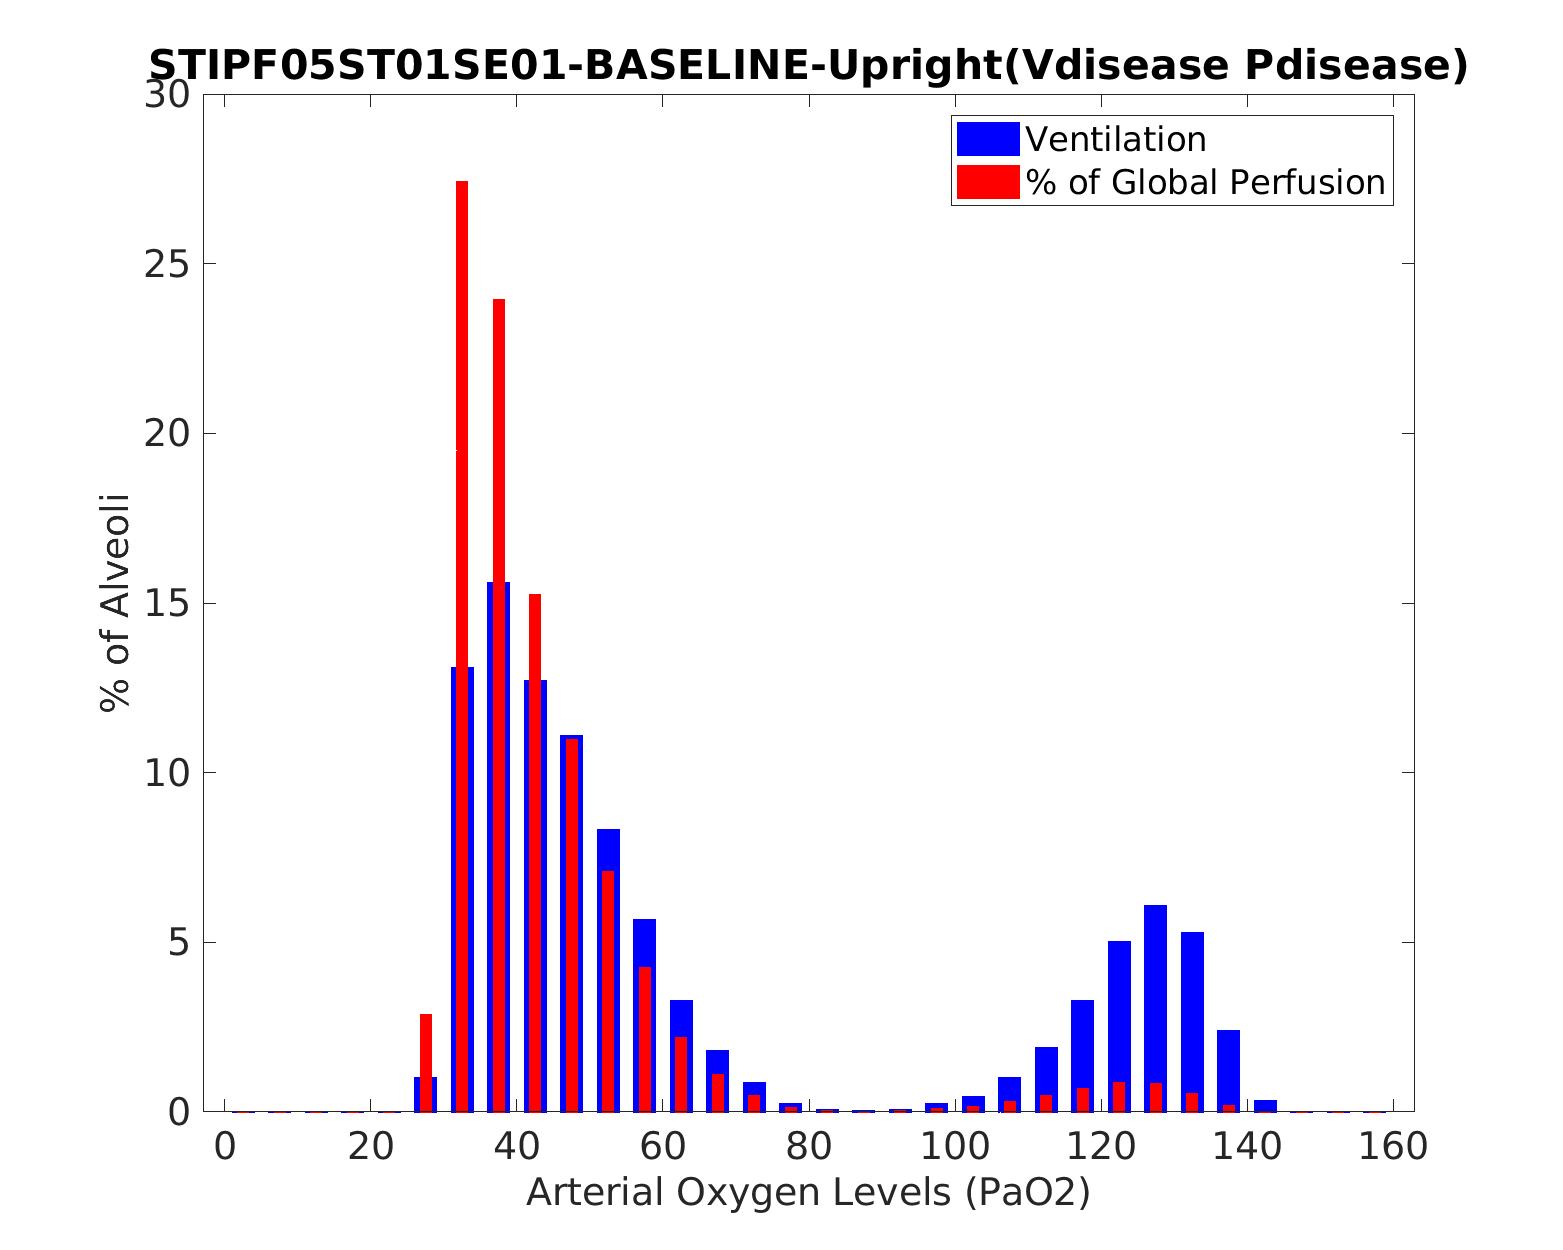 STIPF05ST01SE01-BASELINE-Upright(Vdisease Pdisease)
Ventilation
% of Global Perfusion
30
25
20
15
10
5
0
% of Alveoli
0 20 40 60 80 100 120 140 160
Arterial Oxygen Levels (PaO2)